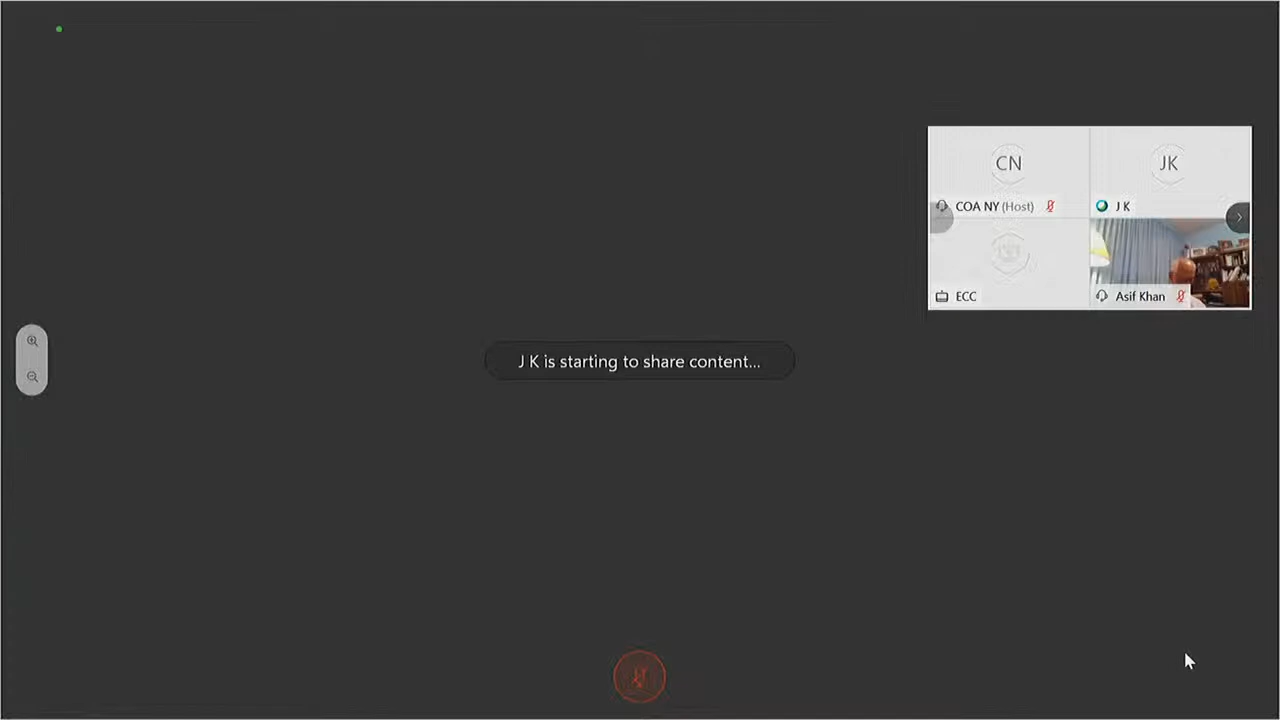 CN
JK
COA NY (Host)
J K
ECC
Asif Khan
J K is starting to share content...